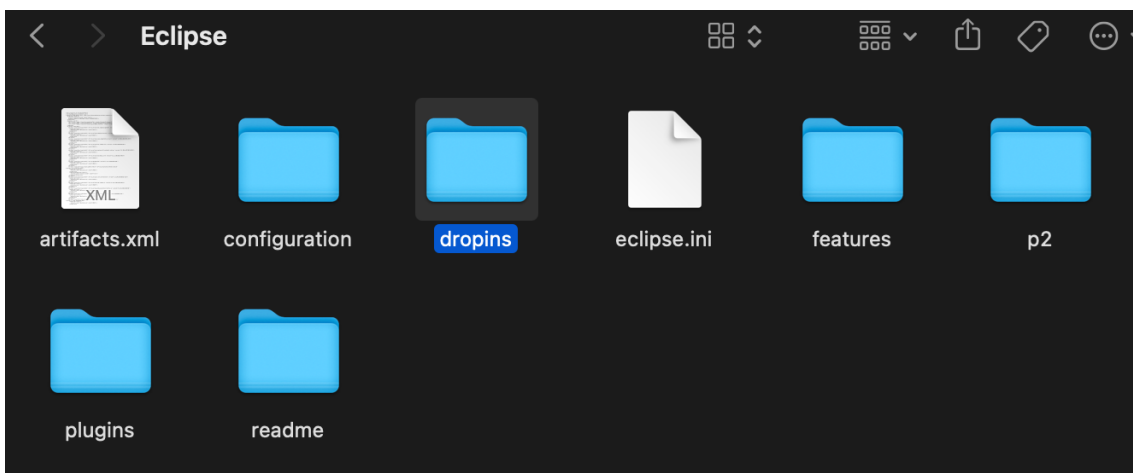 Eclipse
XML
artifacts.xml
configuration
dropins
eclipse.ini
features
p2
plugins
readme